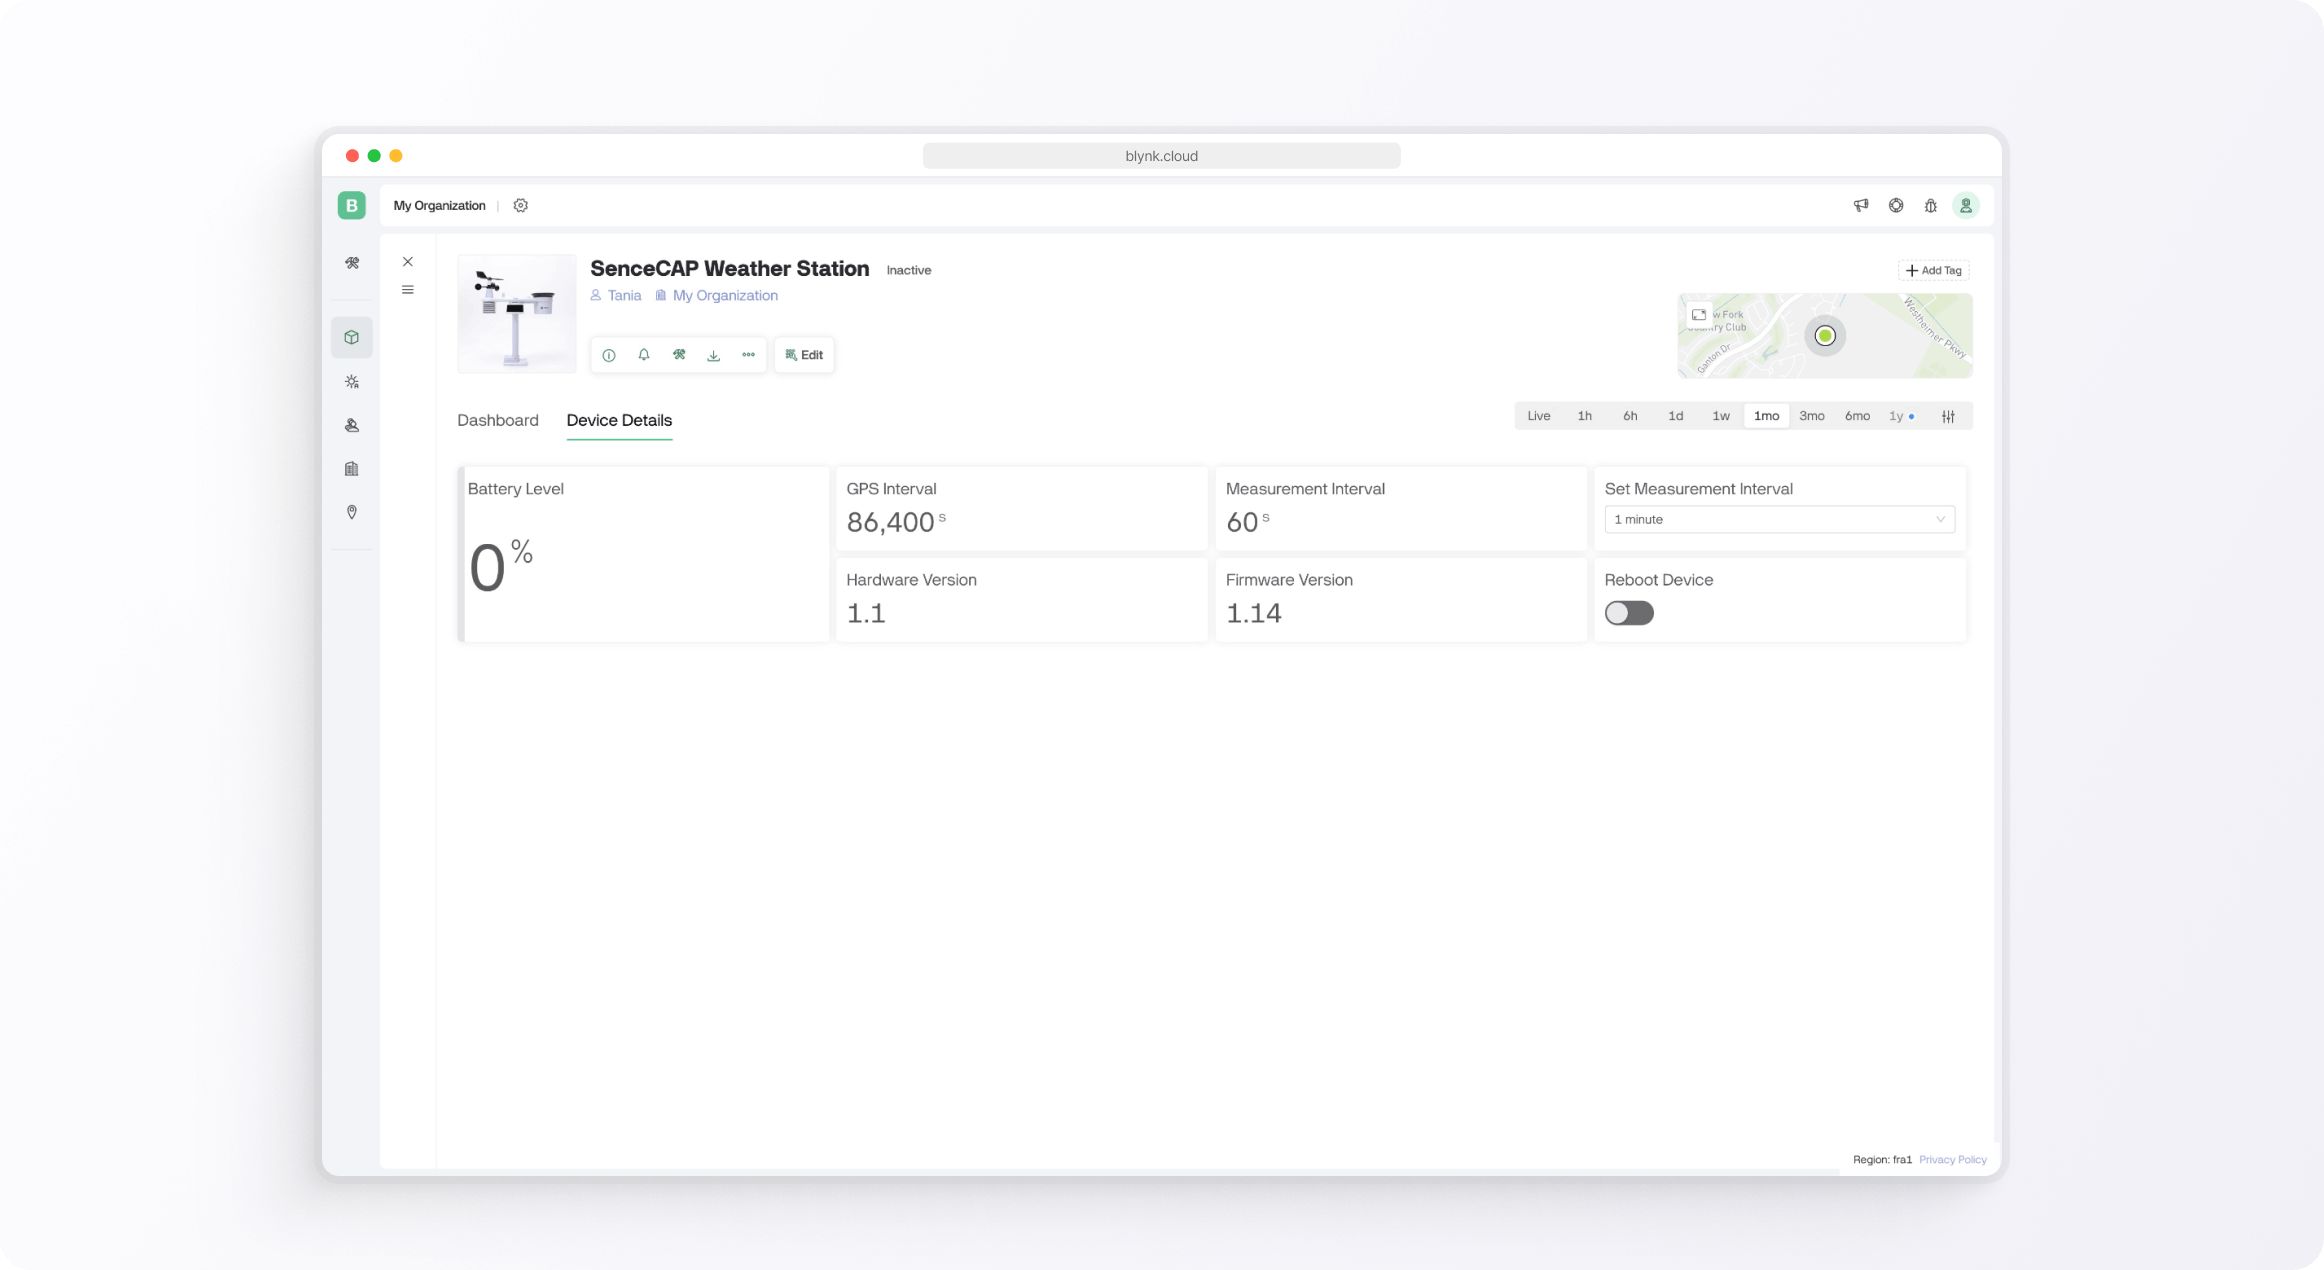 blynk.cloud
B
My Organization
SenceCAP Weather Station Inactive
Tania My Organization
Edit
Add Tag
w Fork
Country Club
Ganton Dr
Westheimer Pkwy
Dashboard Device Details
Live 1h 6h 1d 1w 1mo 3mo 6mo 1y
Battery Level
0 %
GPS Interval
86,400 s
Measurement Interval
60 s
Set Measurement Interval
1 minute
Hardware Version
1.1
Firmware Version
1.14
Reboot Device
Region: fra1 Privacy Policy